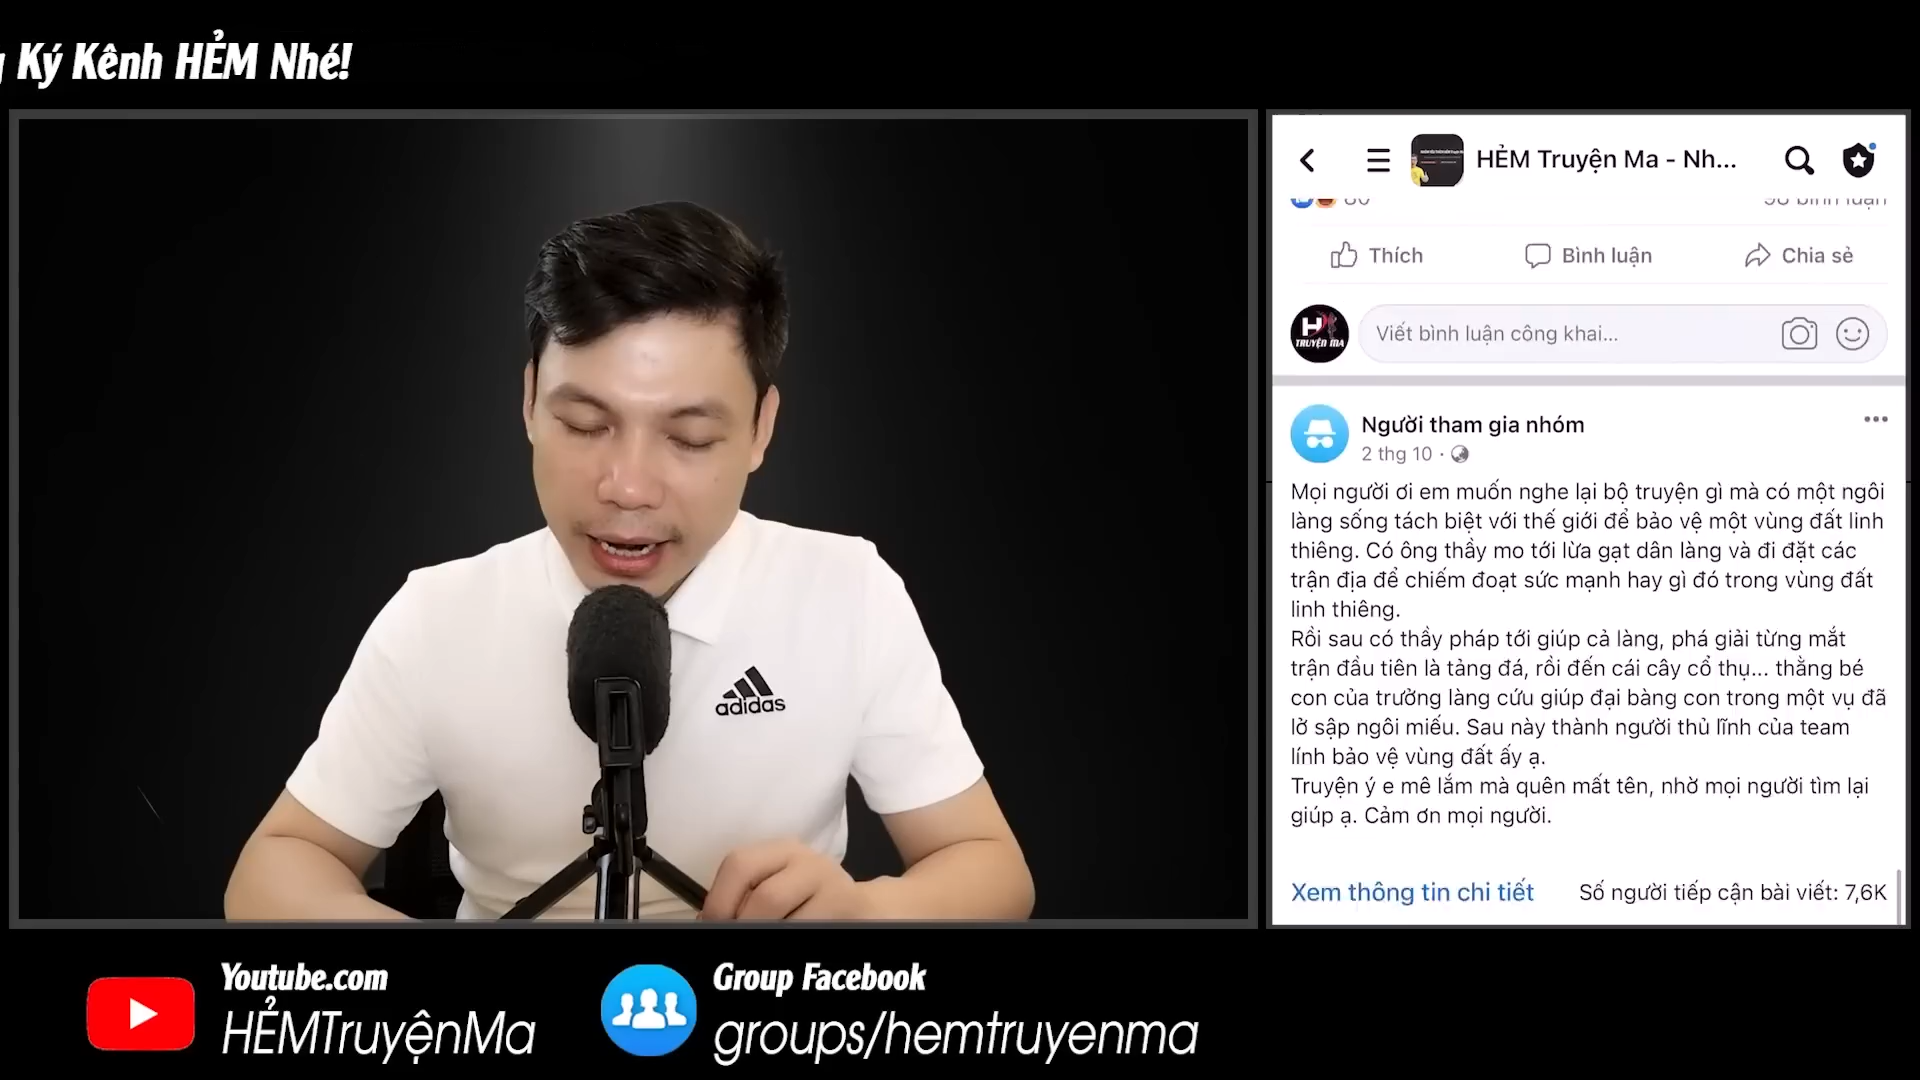 Ký Kênh HẺM Nhé!
HẺM Truyện Ma - Nh...
80
98 bình luận
Thích
Bình luận
Chia sẻ
H
TRUYỆN MA
Viết bình luận công khai...
Người tham gia nhóm
2 thg 10 ·
Mọi người ơi em muốn nghe lại bộ truyện gì mà có một ngôi
làng sống tách biệt với thế giới để bảo vệ một vùng đất linh
thiêng. Có ông thầy mo tới lừa gạt dân làng và đi đặt các
trận địa để chiếm đoạt sức mạnh hay gì đó trong vùng đất
linh thiêng.
Rồi sau có thầy pháp tới giúp cả làng, phá giải từng mắt
trận đầu tiên là tảng đá, rồi đến cái cây cổ thụ... thằng bé
con của trưởng làng cứu giúp đại bàng con trong một vụ đã
lỡ sập ngôi miếu. Sau này thành người thủ lĩnh của team
lính bảo vệ vùng đất ấy ạ.
Truyện ý e mê lắm mà quên mất tên, nhờ mọi người tìm lại
giúp ạ. Cảm ơn mọi người.
Xem thông tin chi tiết
Số người tiếp cận bài viết: 7,6K
adidas
Youtube.com
HẺMTruyệnMa
Group Facebook
groups/hemtruyenma